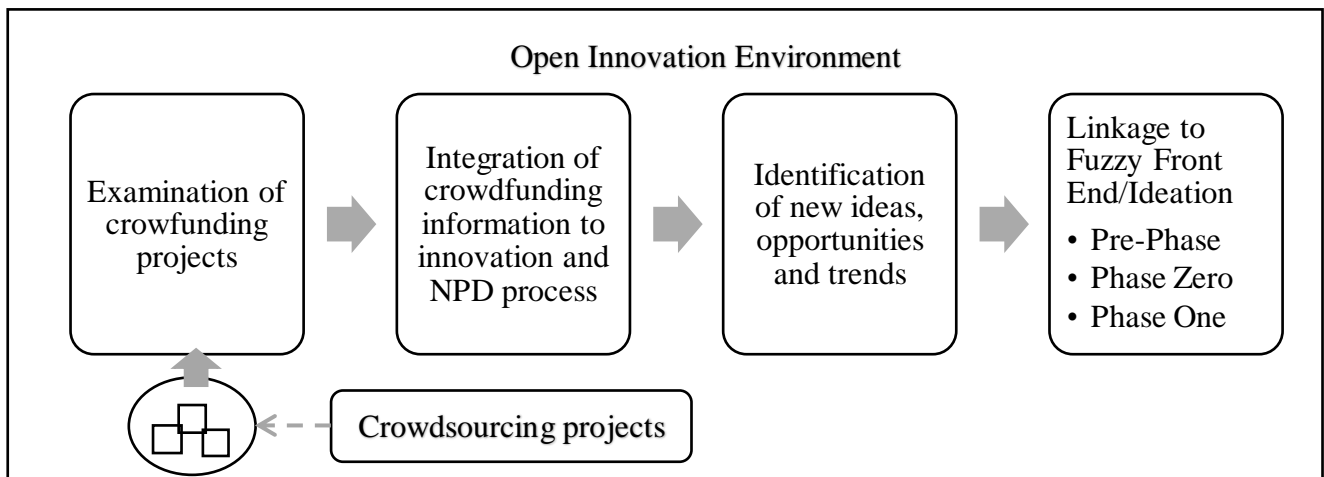 Open Innovation Environment
Examination of
crowfunding
projects
Integration of
crowdfunding
information to
innovation and
NPD process
Identification
of new ideas,
opportunities
and trends
Linkage to
Fuzzy Front
End/Ideation
• Pre-Phase
• Phase Zero
• Phase One
Crowdsourcing projects